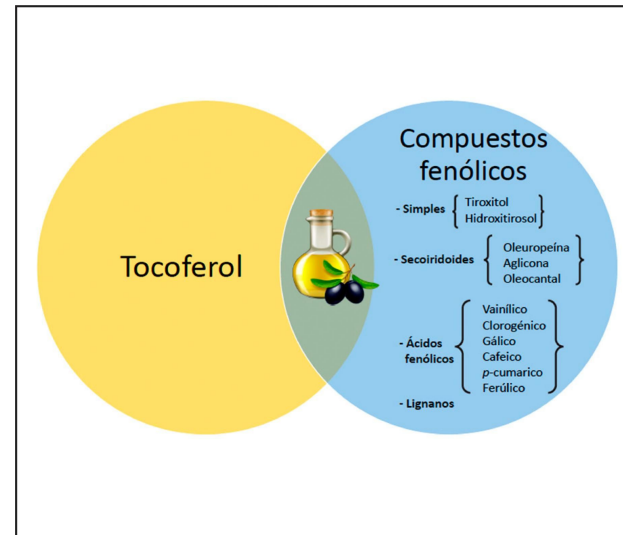 Tocoferol
Compuestos
fenólicos
- Simples
Tiroxitol
Hidroxitirosol
- Secoiridoides
Oleuropeína
Aglicona
Oleocantal
- Ácidos
fenólicos
Vainílico
Clorogénico
Gálico
Cafeico
p-cumarico
Ferúlico
- Lignanos